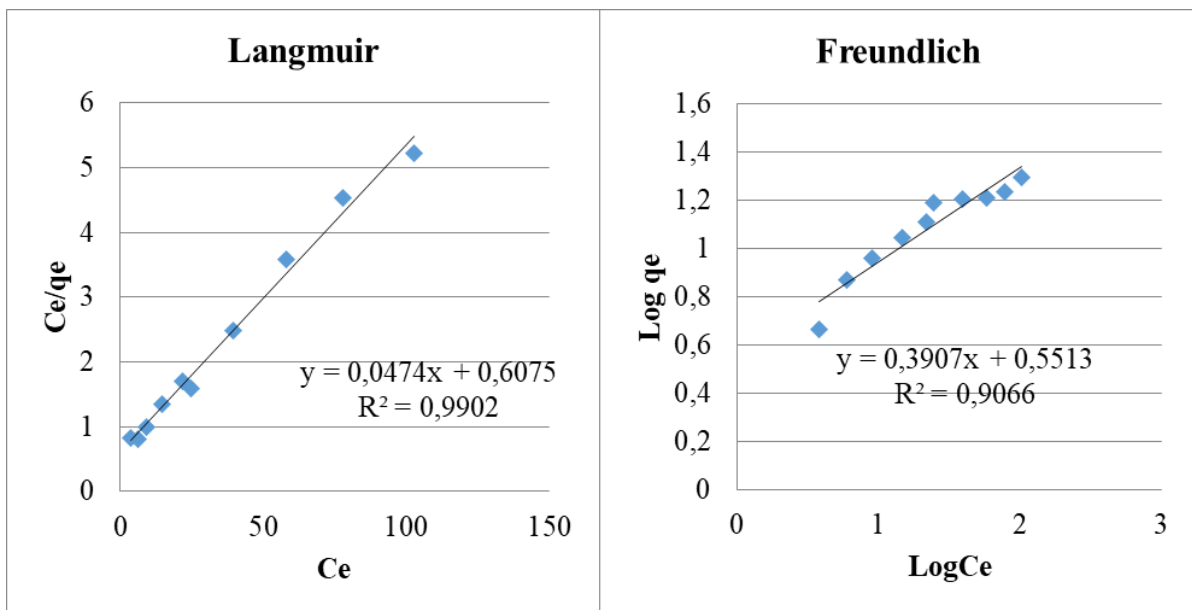 Langmuir
6
5
4
3
2
1
0
Ce/qe
y = 0,0474x + 0,6075
R² = 0,9902
0 50 100 150
Ce
Freundlich
1,6
1,4
1,2
1
0,8
0,6
0,4
0,2
0
Log qe
y = 0,3907x + 0,5513
R² = 0,9066
0 1 2 3
LogCe